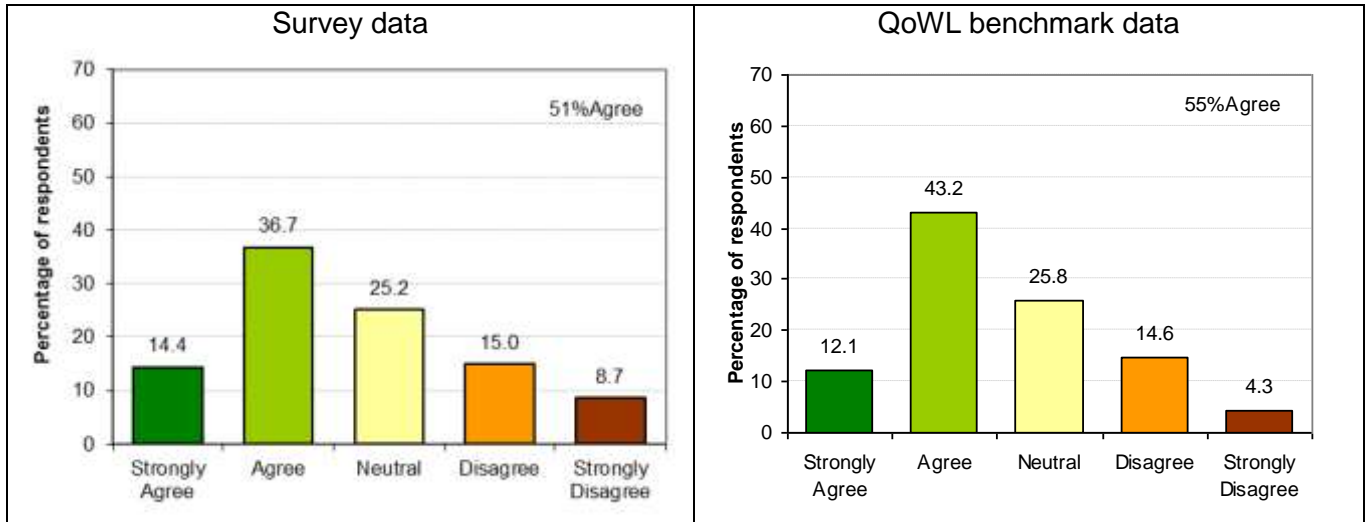 Survey data
70
60
50
40
30
20
10
0
Percentage of respondents
51%Agree
14.4
36.7
25.2
15.0
8.7
Strongly Agree
Agree
Neutral
Disagree
Strongly Disagree
QoWL benchmark data
70
60
50
40
30
20
10
0
Percentage of respondents
55%Agree
12.1
43.2
25.8
14.6
4.3
Strongly Agree
Agree
Neutral
Disagree
Strongly Disagree